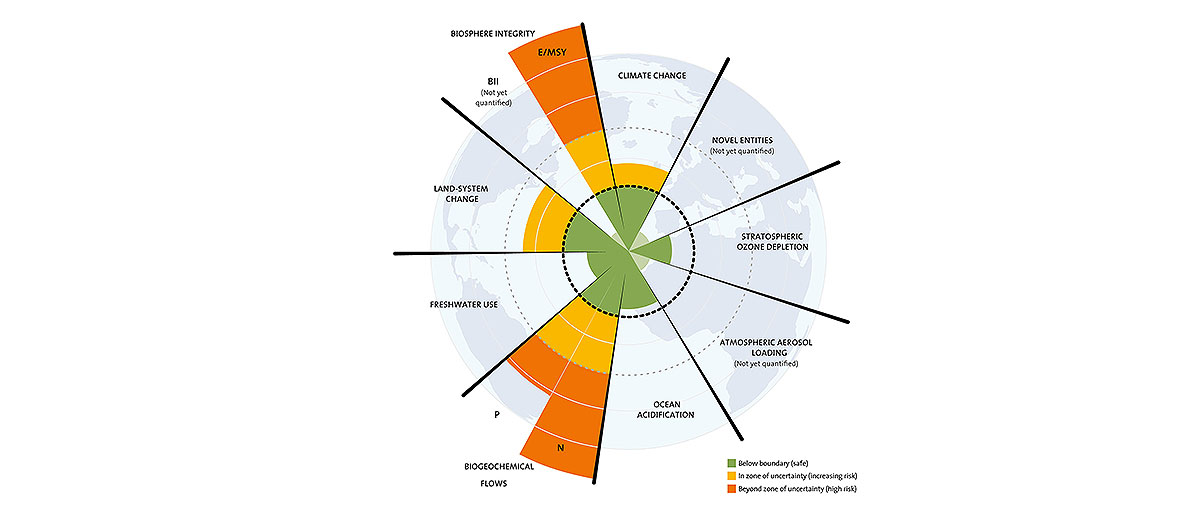 BIOSPHERE INTEGRITY
E/MSY
BII
(Not yet
quantified)
CLIMATE CHANGE
NOVEL ENTITIES
(Not yet quantified)
LAND-SYSTEM
CHANGE
STRATOSPHERIC
OZONE DEPLETION
FRESHWATER USE
ATMOSPHERIC AEROSOL
LOADING
(Not yet quantified)
P
OCEAN
ACIDIFICATION
N
BIOGEOCHEMICAL
FLOWS
Below boundary (safe)
In zone of uncertainty (increasing risk)
Beyond zone of uncertainty (high risk)